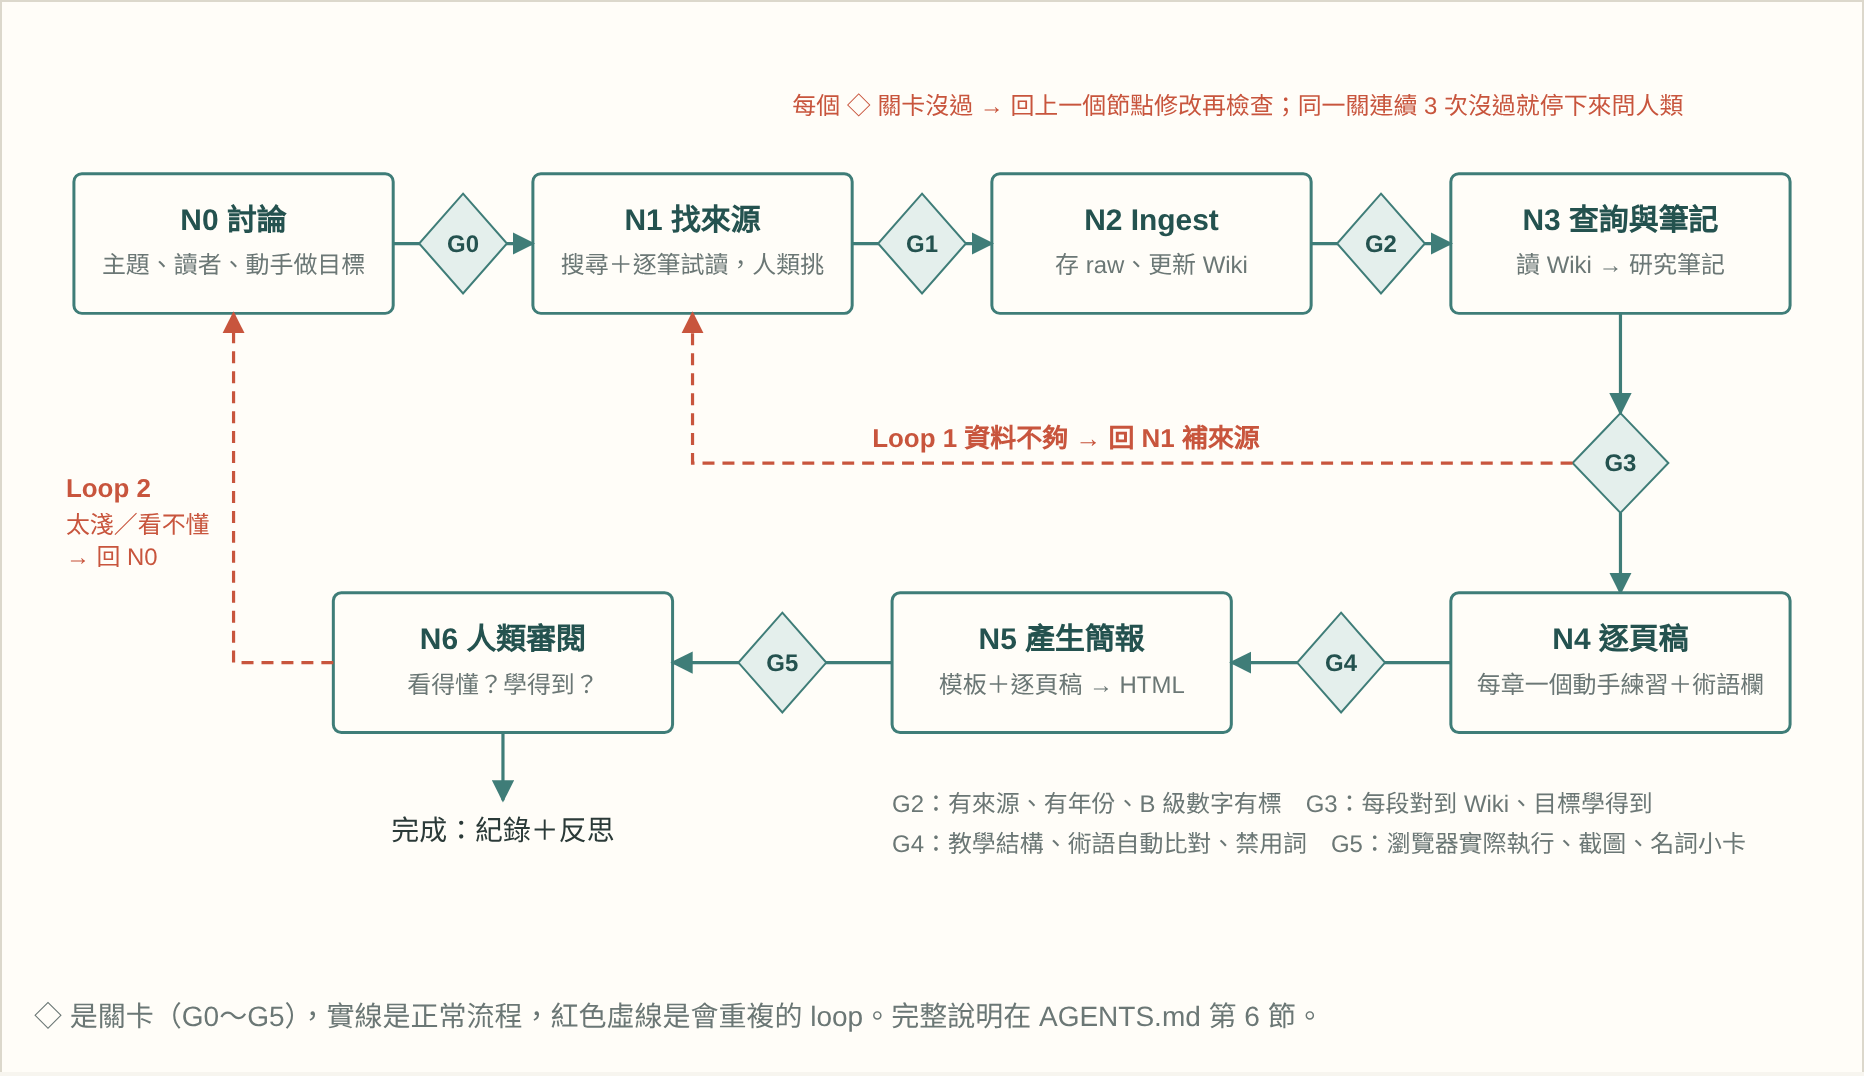 每個 ◇ 關卡沒過 → 回上一個節點修改再檢查；同一關連續 3 次沒過就停下來問人類
N0 討論
主題、讀者、動手做目標
G0
N1 找來源
搜尋＋逐筆試讀，人類挑
G1
N2 Ingest
存 raw、更新 Wiki
G2
N3 查詢與筆記
讀 Wiki → 研究筆記
Loop 1 資料不夠 → 回 N1 補來源
G3
Loop 2
太淺／看不懂
→ 回 N0
N6 人類審閱
看得懂？學得到？
G5
N5 產生簡報
模板＋逐頁稿 → HTML
G4
N4 逐頁稿
每章一個動手練習＋術語欄
完成：紀錄＋反思
G2：有來源、有年份、B 級數字有標　G3：每段對到 Wiki、目標學得到
G4：教學結構、術語自動比對、禁用詞　G5：瀏覽器實際執行、截圖、名詞小卡
◇ 是關卡（G0～G5），實線是正常流程，紅色虛線是會重複的 loop。完整說明在 AGENTS.md 第 6 節。